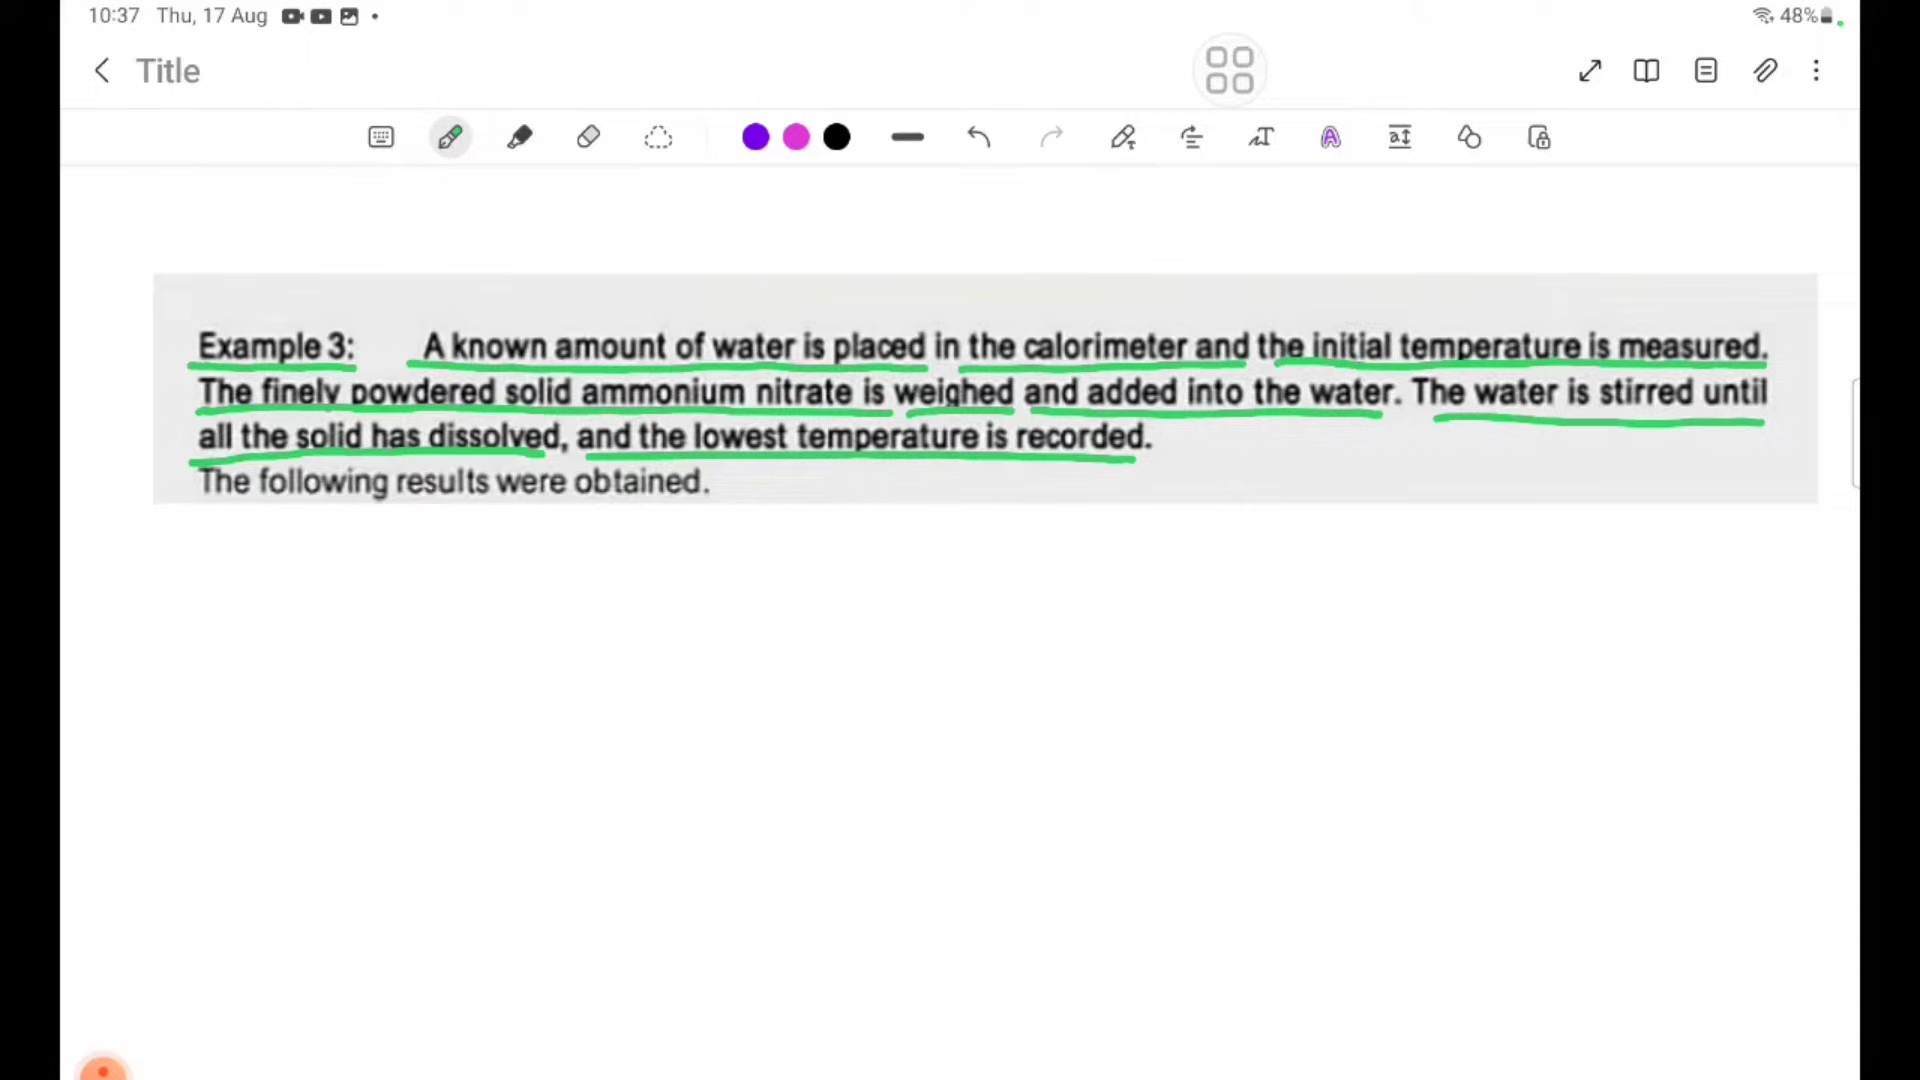 10:37 Thu, 17 Aug 48%
Title
Example 3: A known amount of water is placed in the calorimeter and the initial temperature is measured.
The finely powdered solid ammonium nitrate is weighed and added into the water. The water is stirred until
all the solid has dissolved, and the lowest temperature is recorded.
The following results were obtained.